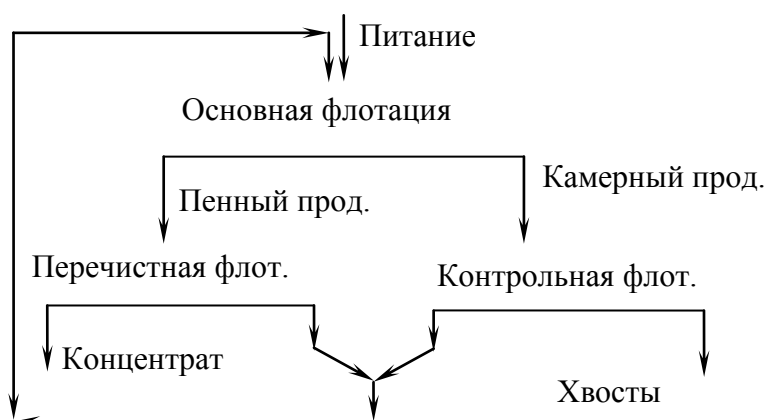 Питание
Основная флотация
Камерный прод.
Пенный прод.
Перечистная флот.
Контрольная флот.
Концентрат
Хвосты